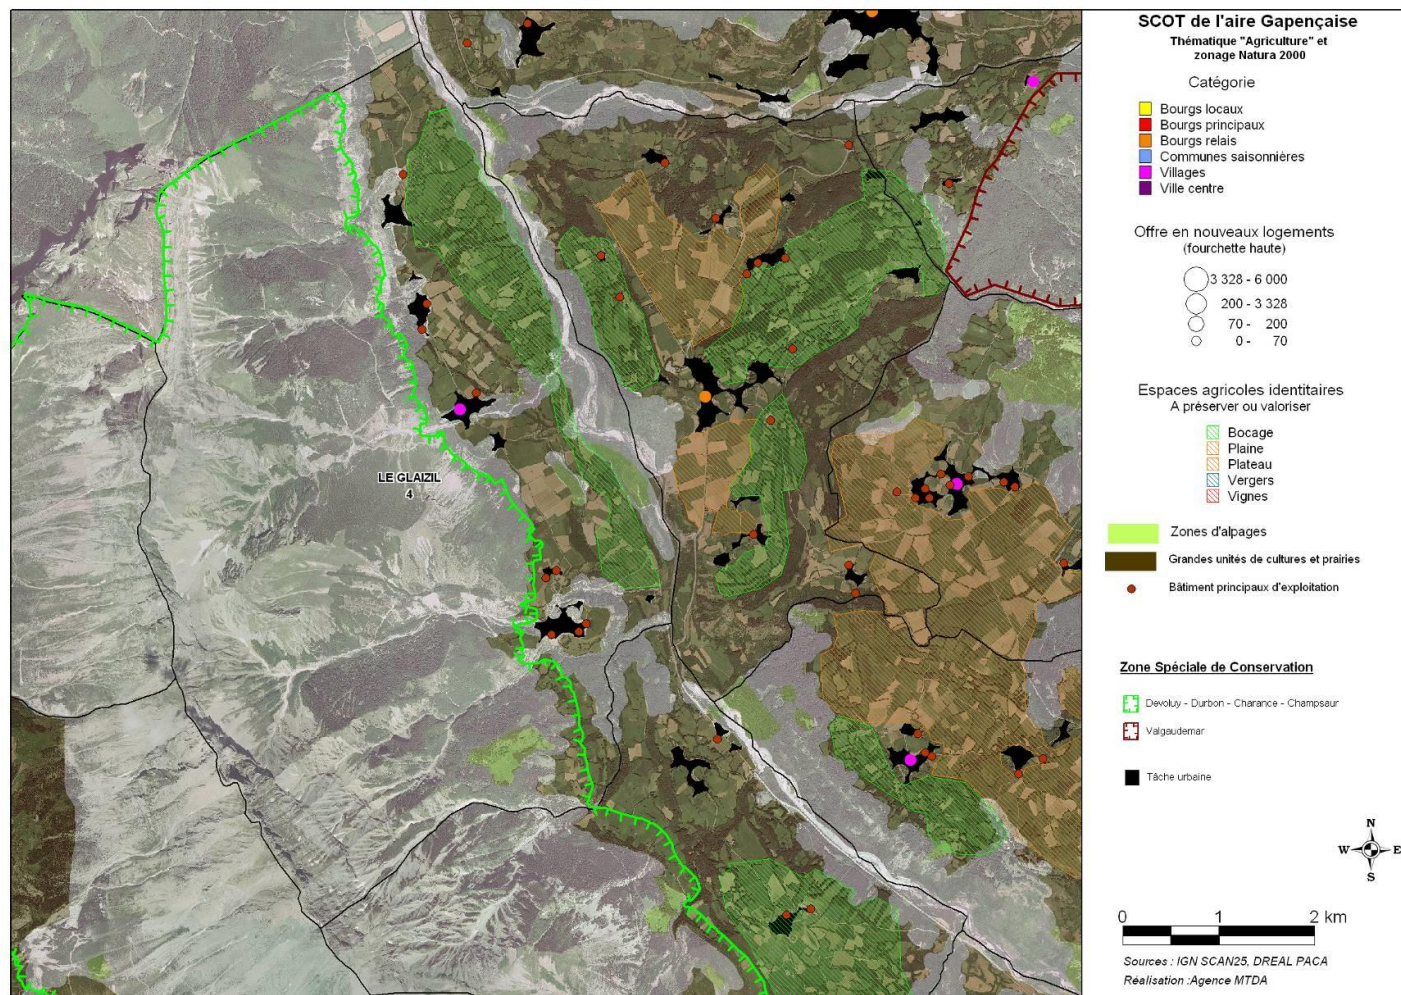 SCOT de l'aire Gapençaise
Thématique "Agriculture" et
zonage Natura 2000
Catégorie
Bourgs locaux
Bourgs principaux
Bourgs relais
Communes saisonnières
Villages
Ville centre
Offre en nouveaux logements
(fourchette haute)
3 328 - 6 000
200 - 3 328
70 - 200
0 - 70
Espaces agricoles identitaires
A préserver ou valoriser
Bocage
Plaine
Plateau
Vergers
Vignes
Zones d'alpages
Grandes unités de cultures et prairies
Bâtiment principaux d'exploitation
Zone Spéciale de Conservation
Devoluy - Durbon - Charance - Champsaur
Valgaudemar
Tâche urbaine
LE GLAIZIL
4
N
W E
S
0 1 2 km
Sources : IGN SCAN25, DREAL PACA
Réalisation :Agence MTDA